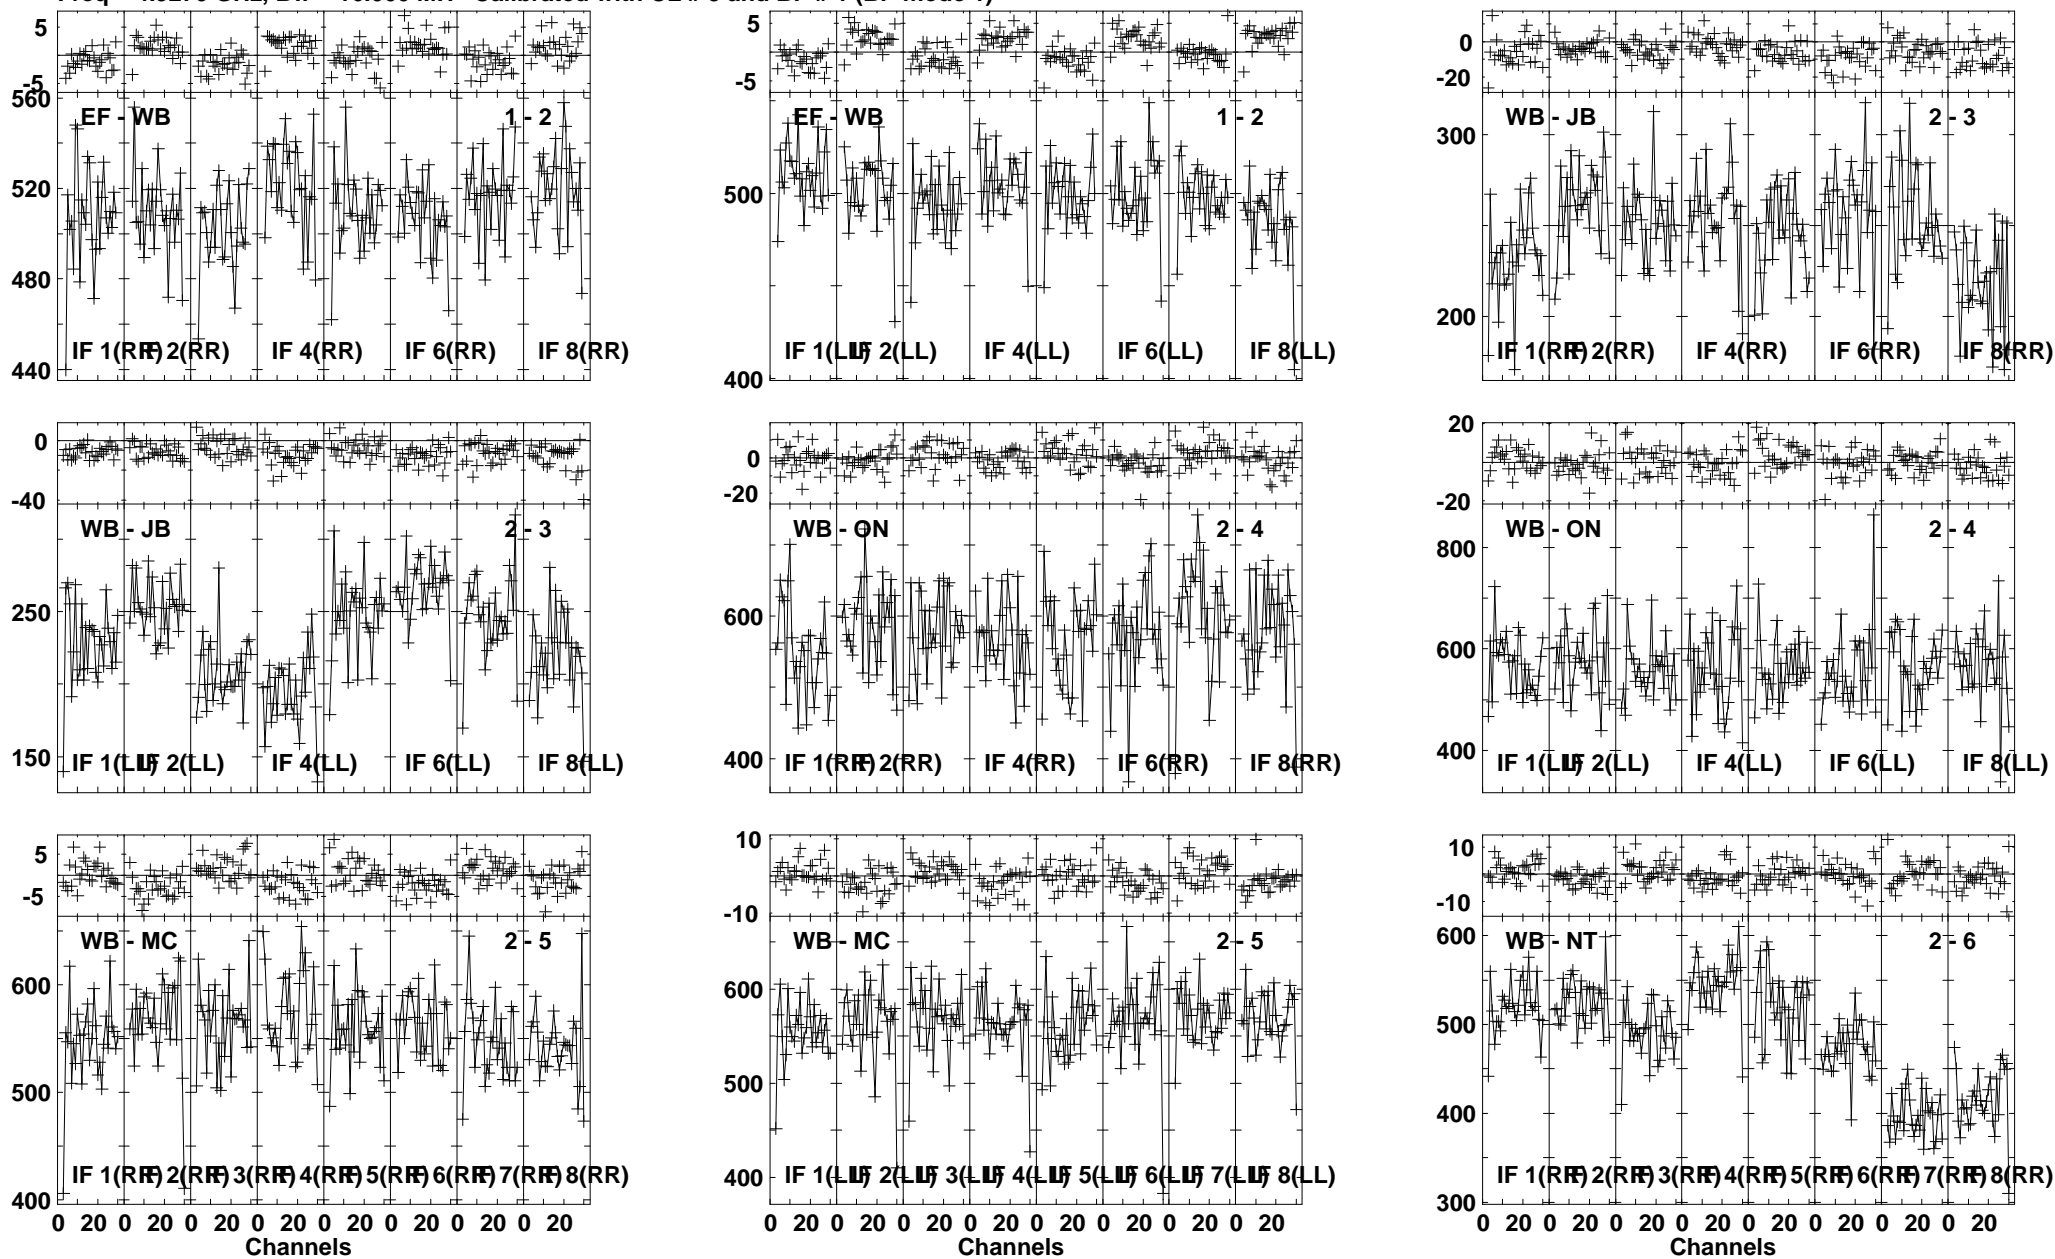 5 5 0
-5 -5 -20
560
EF - WB 1 - 2 EF - WB 1 - 2 WB - JB 2 - 3
300
520 500
480
200
IF 1(RR) IF 2(RR) IF 4(RR) IF 6(RR) IF 8(RR) IF 1(LL) IF 2(LL) IF 4(LL) IF 6(LL) IF 8(LL) IF 1(RR) IF 2(RR) IF 4(RR) IF 6(RR) IF 8(RR)
440 400
20
0 0 0
-40 -20 -20
WB - JB 2 - 3 WB - ON 2 - 4 WB - ON 2 - 4
800
250 600 600
150 400 400
IF 1(LL) IF 2(LL) IF 4(LL) IF 6(LL) IF 8(LL) IF 1(RR) IF 2(RR) IF 4(RR) IF 6(RR) IF 8(RR) IF 1(LL) IF 2(LL) IF 4(LL) IF 6(LL) IF 8(LL)
5 10 10
-5 -10 -10
WB - MC 2 - 5 WB - MC 2 - 5 WB - NT 2 - 6
600 600 600
500 500 500
400
IF 1(RR) IF 2(RR) IF 3(RR) IF 4(RR) IF 5(RR) IF 6(RR) IF 7(RR) IF 8(RR) IF 1(LL) IF 2(LL) IF 3(LL) IF 4(LL) IF 5(LL) IF 6(LL) IF 7(LL) IF 8(LL) IF 1(RR) IF 2(RR) IF 3(RR) IF 4(RR) IF 5(RR) IF 6(RR) IF 7(RR) IF 8(RR)
400 400 300
0 20 0 20 0 20 0 20 0 20 0 20 0 20 0 20 0 20 0 20 0 20 0 20 0 20 0 20 0 20 0 20 0 20 0 20 0 20 0 20 0 20 0 20 0 20 0 20
Channels Channels Channels